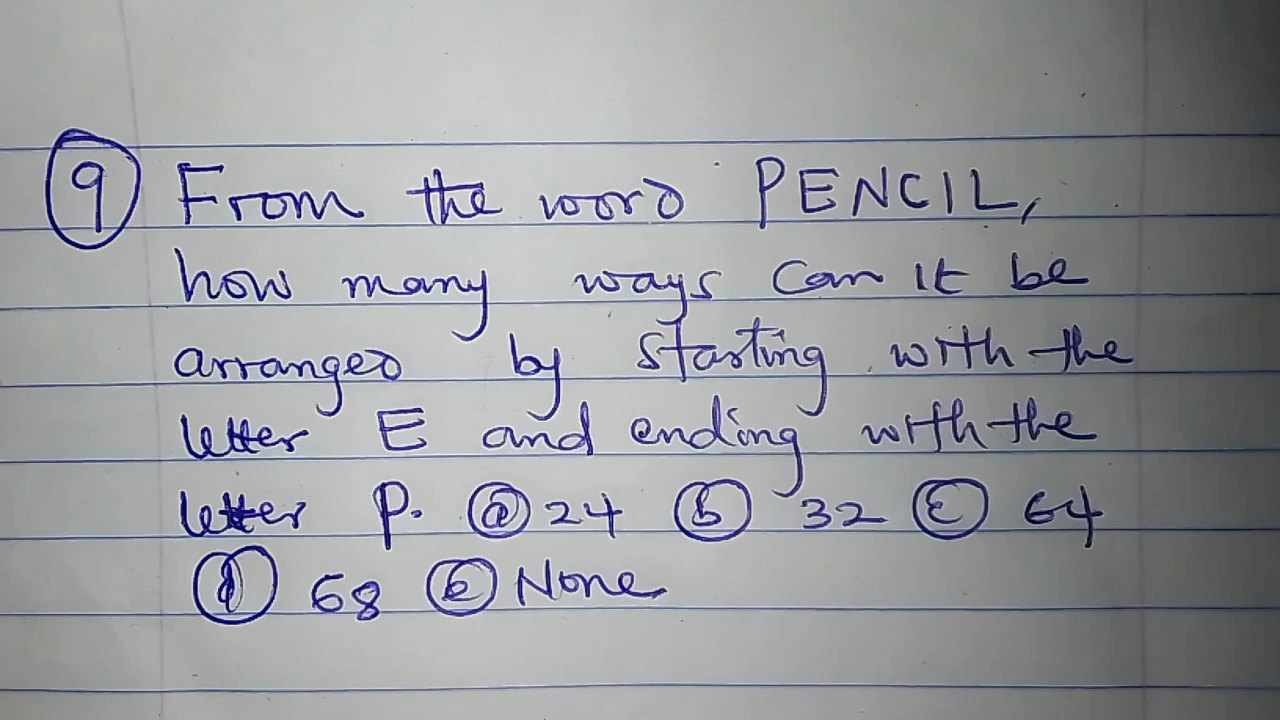 9 From the word PENCIL,
how many ways can it be
arranged by starting with the
letter E and ending with the
letter P. (a) 24 (b) 32 (c) 64
(d) 68 (e) None